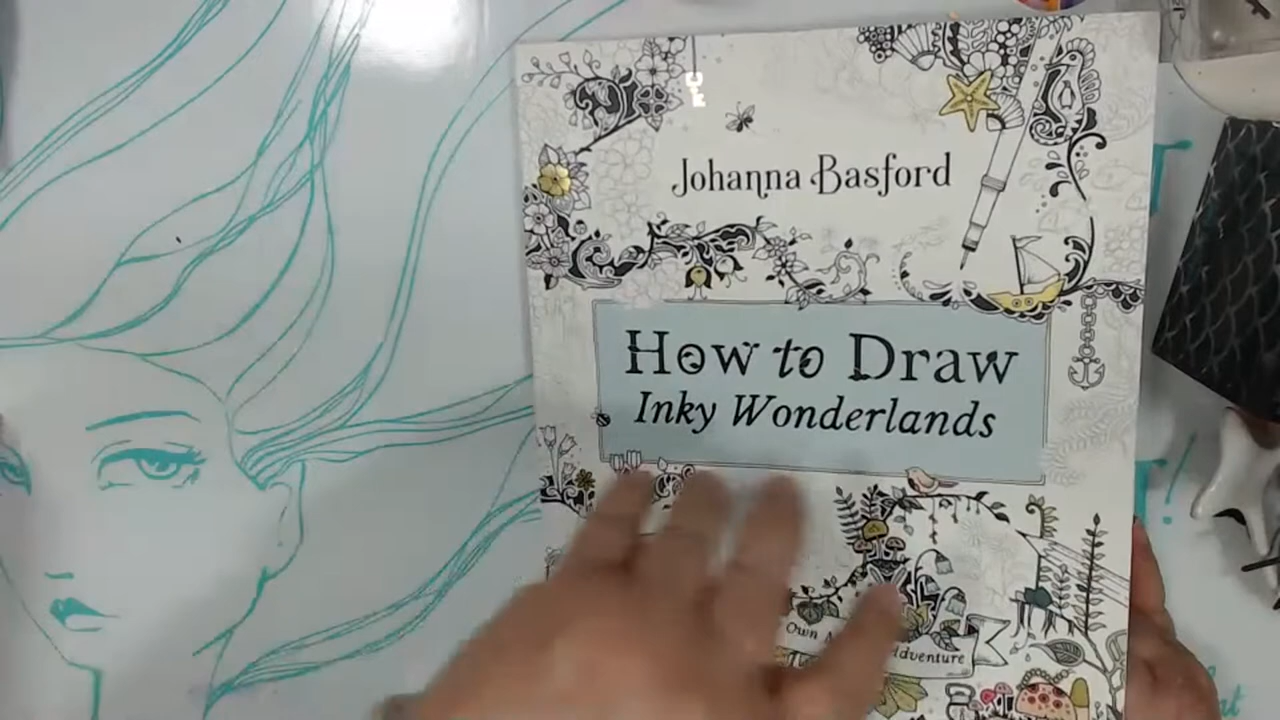 Johanna Basford
How to Draw
Inky Wonderlands
Own A
dventure